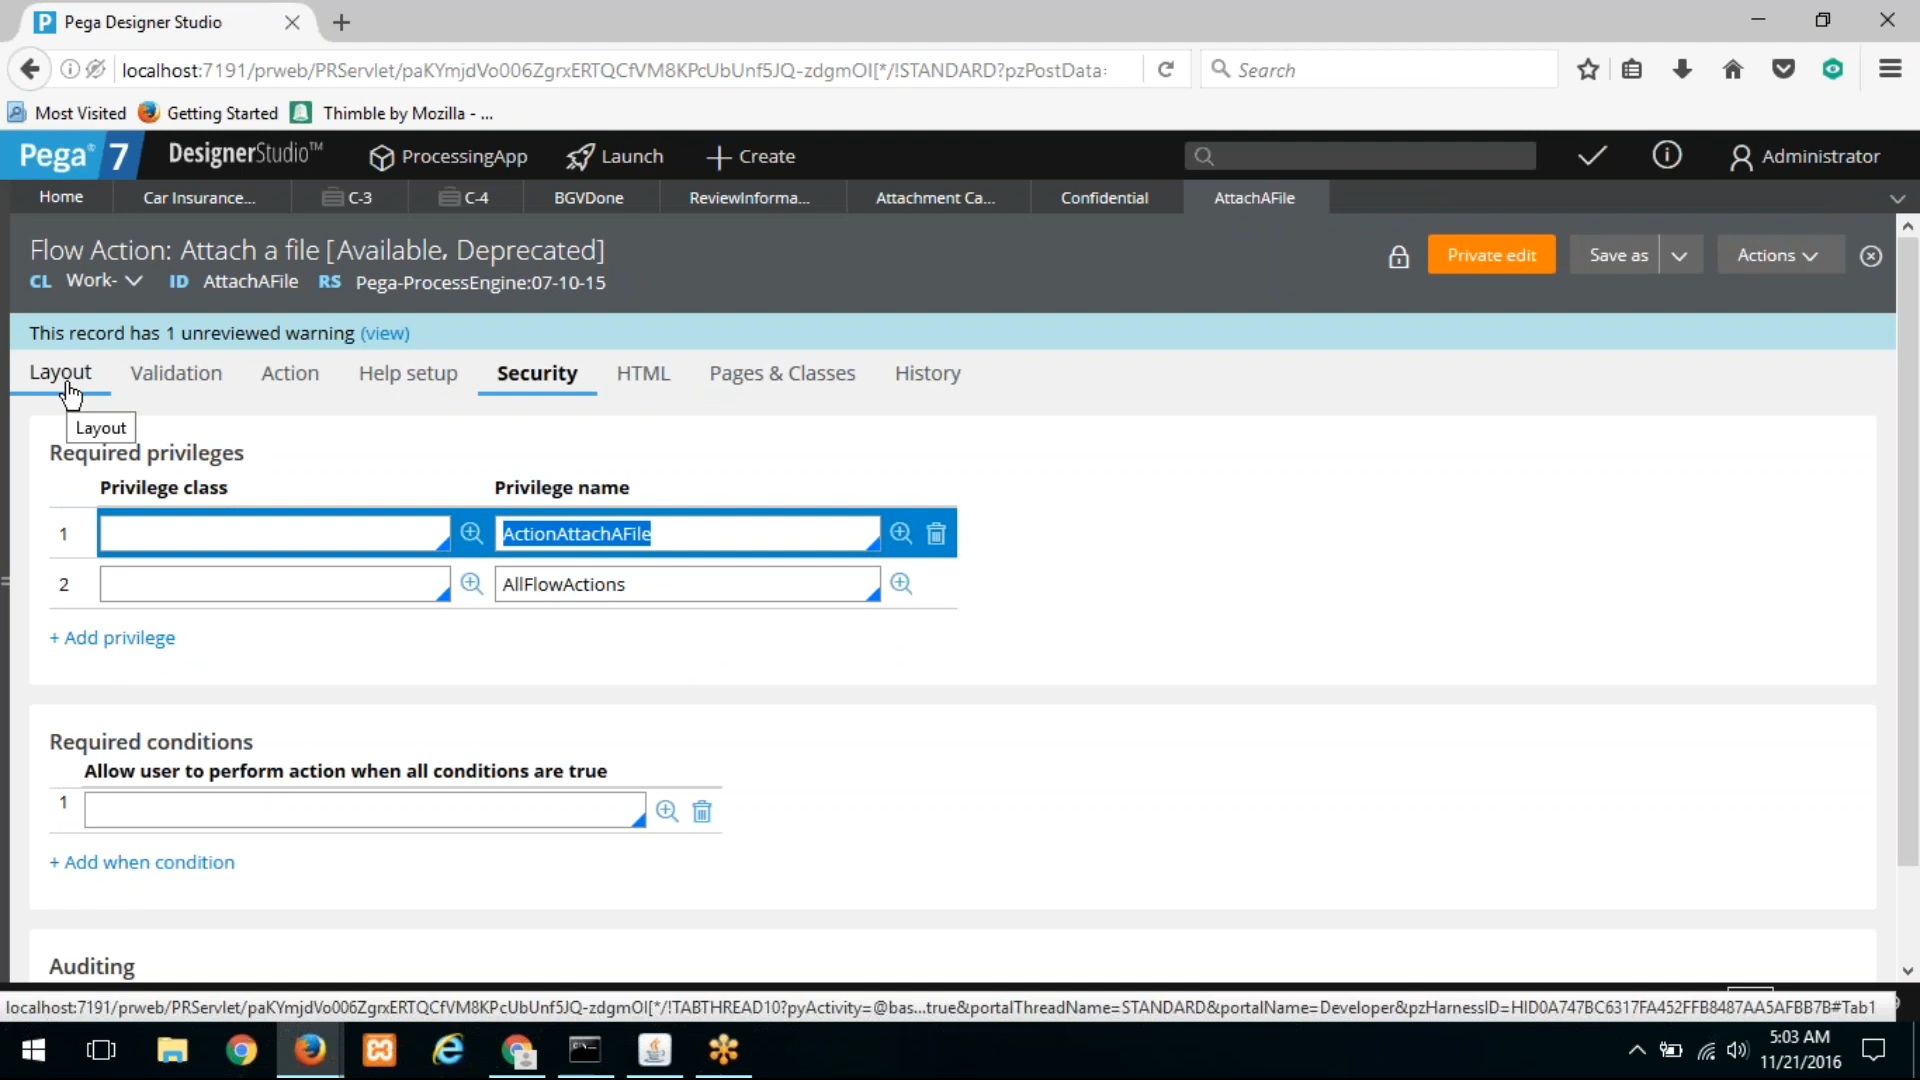 Pega Designer Studio
localhost:7191/prweb/PRServlet/paKYmjdVo006ZgrxERTQCfVM8KPcUbUnf5JQ-zdgmOI[*/!STANDARD?pzPostData:
Search
Most Visited
Getting Started
Thimble by Mozilla - ...
Pega® 7
DesignerStudio™
ProcessingApp
Launch
Create
Administrator
Home
Car Insurance...
C-3
C-4
BGVDone
ReviewInforma...
Attachment Ca...
Confidential
AttachAFile
Flow Action: Attach a file [Available, Deprecated]
CL Work- ID AttachAFile RS Pega-ProcessEngine:07-10-15
Private edit
Save as
Actions
This record has 1 unreviewed warning (view)
Layout
Validation
Action
Help setup
Security
HTML
Pages & Classes
History
Layout
Required privileges
Privilege class
Privilege name
1
ActionAttachAFile
2
AllFlowActions
+ Add privilege
Required conditions
Allow user to perform action when all conditions are true
1
+ Add when condition
Auditing
localhost:7191/prweb/PRServlet/paKYmjdVo006ZgrxERTQCfVM8KPcUbUnf5JQ-zdgmOI[*/!TABTHREAD10?pyActivity=@bas...true&portalThreadName=STANDARD&portalName=Developer&pzHarnessID=HID0A747BC6317FA452FFB8487AA5AFBB7B#Tab1
5:03 AM
11/21/2016